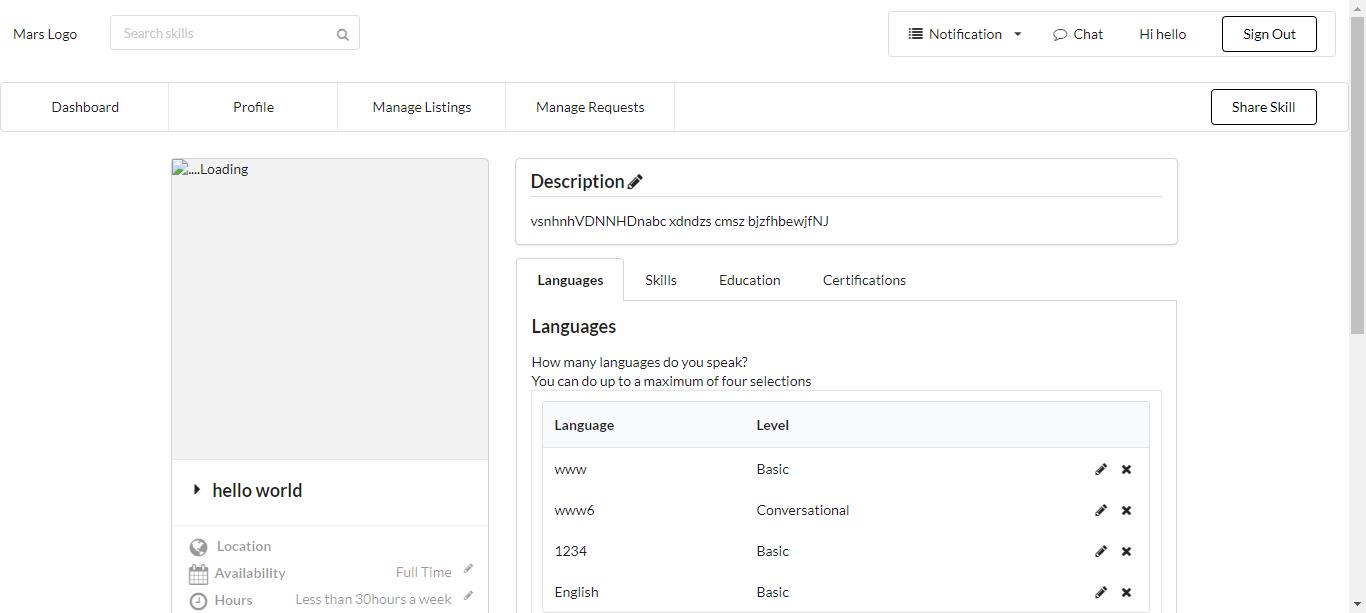 Mars Logo
Search skills
Notification
Chat
Hi hello
Sign Out
Dashboard
Profile
Manage Listings
Manage Requests
Share Skill
....Loading
hello world
Location
Availability Full Time
Hours Less than 30hours a week
Description
vsnhnhVDNNHDnabc xdndzs cmsz bjzfhbewjfNJ
Languages
Skills
Education
Certifications
Languages
How many languages do you speak?
You can do up to a maximum of four selections
Language Level
www Basic
www6 Conversational
1234 Basic
English Basic